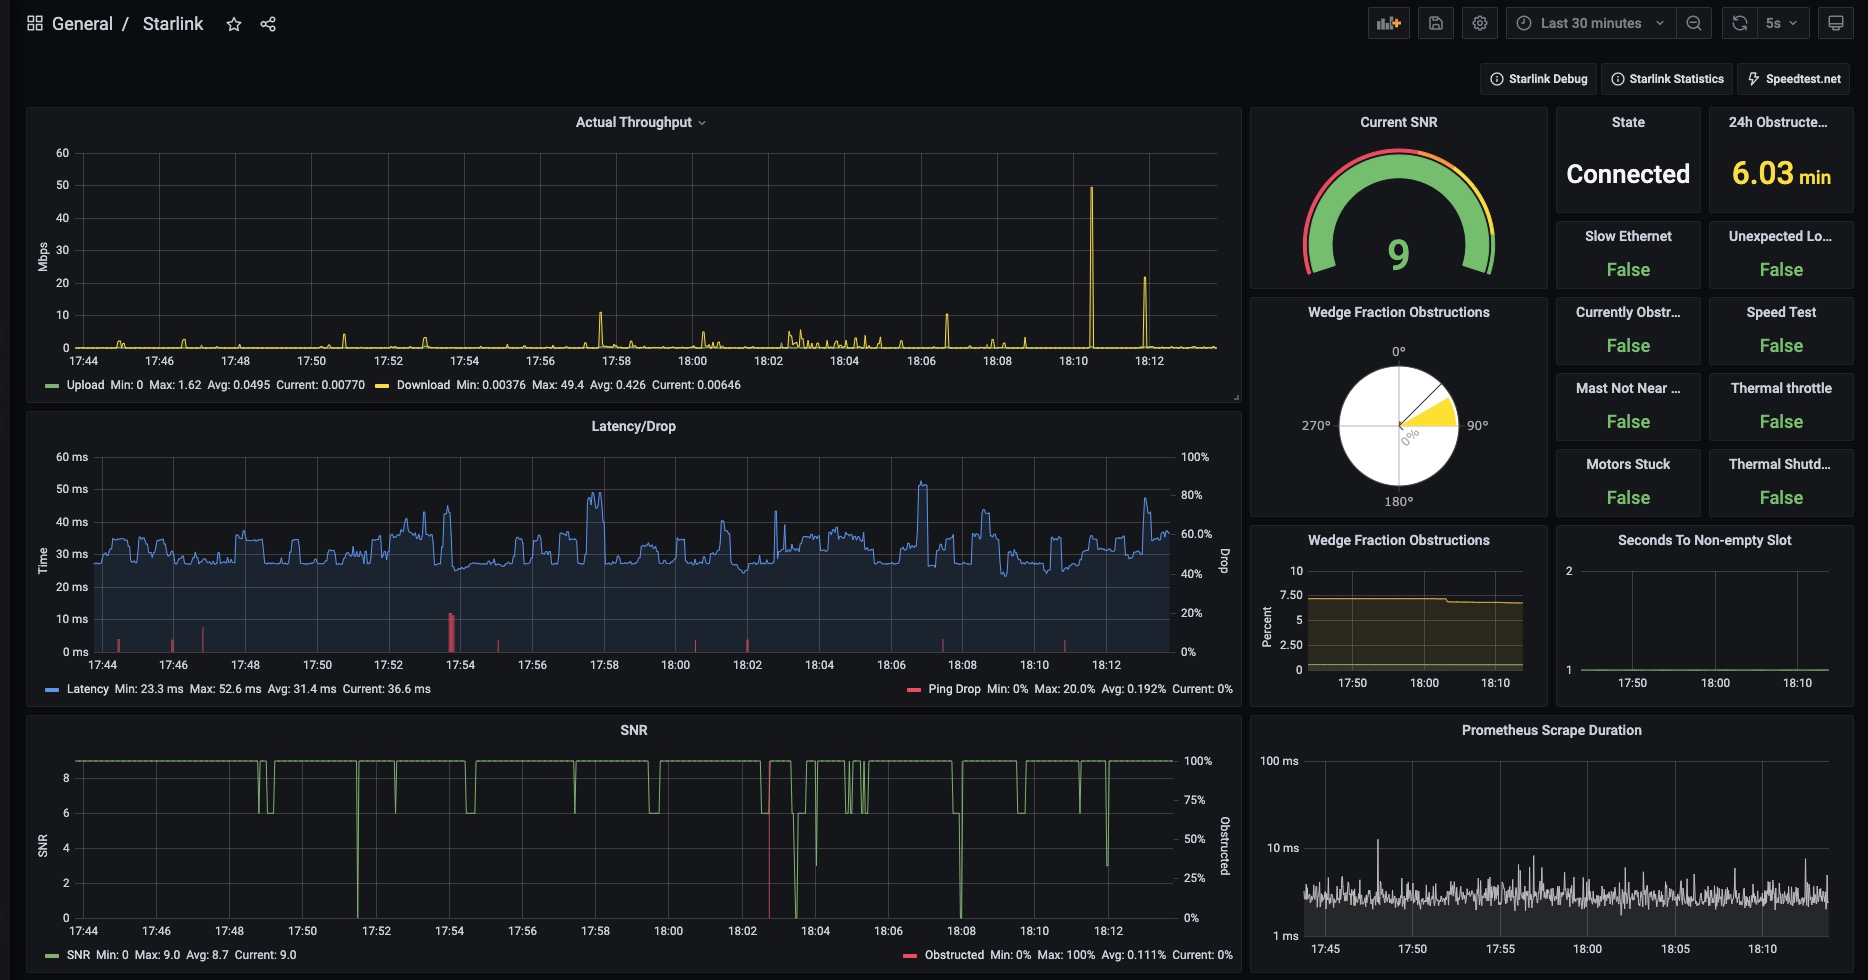 General / Starlink
Last 30 minutes
5s
Starlink Debug
Starlink Statistics
Speedtest.net
Actual Throughput
Mbps
60
50
40
30
20
10
0
17:44 17:46 17:48 17:50 17:52 17:54 17:56 17:58 18:00 18:02 18:04 18:06 18:08 18:10 18:12
Upload Min: 0 Max: 1.62 Avg: 0.0495 Current: 0.00770 Download Min: 0.00376 Max: 49.4 Avg: 0.426 Current: 0.00646
Latency/Drop
Time
60 ms
50 ms
40 ms
30 ms
20 ms
10 ms
0 ms
100%
80%
60.0%
40%
20%
0%
Drop
17:44 17:46 17:48 17:50 17:52 17:54 17:56 17:58 18:00 18:02 18:04 18:06 18:08 18:10 18:12
Latency Min: 23.3 ms Max: 52.6 ms Avg: 31.4 ms Current: 36.6 ms
Ping Drop Min: 0% Max: 20.0% Avg: 0.192% Current: 0%
SNR
SNR
8
6
4
2
0
100%
75%
50%
25%
0%
Obstructed
17:44 17:46 17:48 17:50 17:52 17:54 17:56 17:58 18:00 18:02 18:04 18:06 18:08 18:10 18:12
SNR Min: 0 Max: 9.0 Avg: 8.7 Current: 9.0
Obstructed Min: 0% Max: 100% Avg: 0.111% Current: 0%
Current SNR
9
State
Connected
24h Obstructe...
6.03 min
Slow Ethernet
False
Unexpected Lo...
False
Wedge Fraction Obstructions
0°
90°
180°
270°
0%
Currently Obstr...
False
Speed Test
False
Mast Not Near ...
False
Thermal throttle
False
Motors Stuck
False
Thermal Shutd...
False
Wedge Fraction Obstructions
Percent
10
7.50
5
2.50
0
17:50 18:00 18:10
Seconds To Non-empty Slot
2
1
17:50 18:00 18:10
Prometheus Scrape Duration
100 ms
10 ms
1 ms
17:45 17:50 17:55 18:00 18:05 18:10